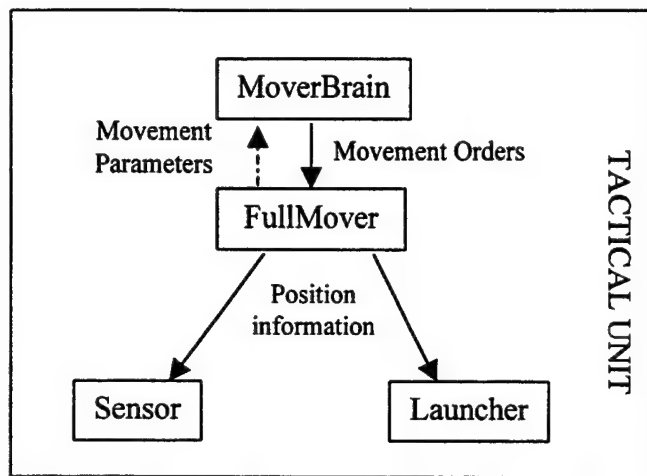 MoverBrain
Movement
Parameters
Movement Orders
FullMover
Position
information
Sensor
Launcher
TACTICAL UNIT